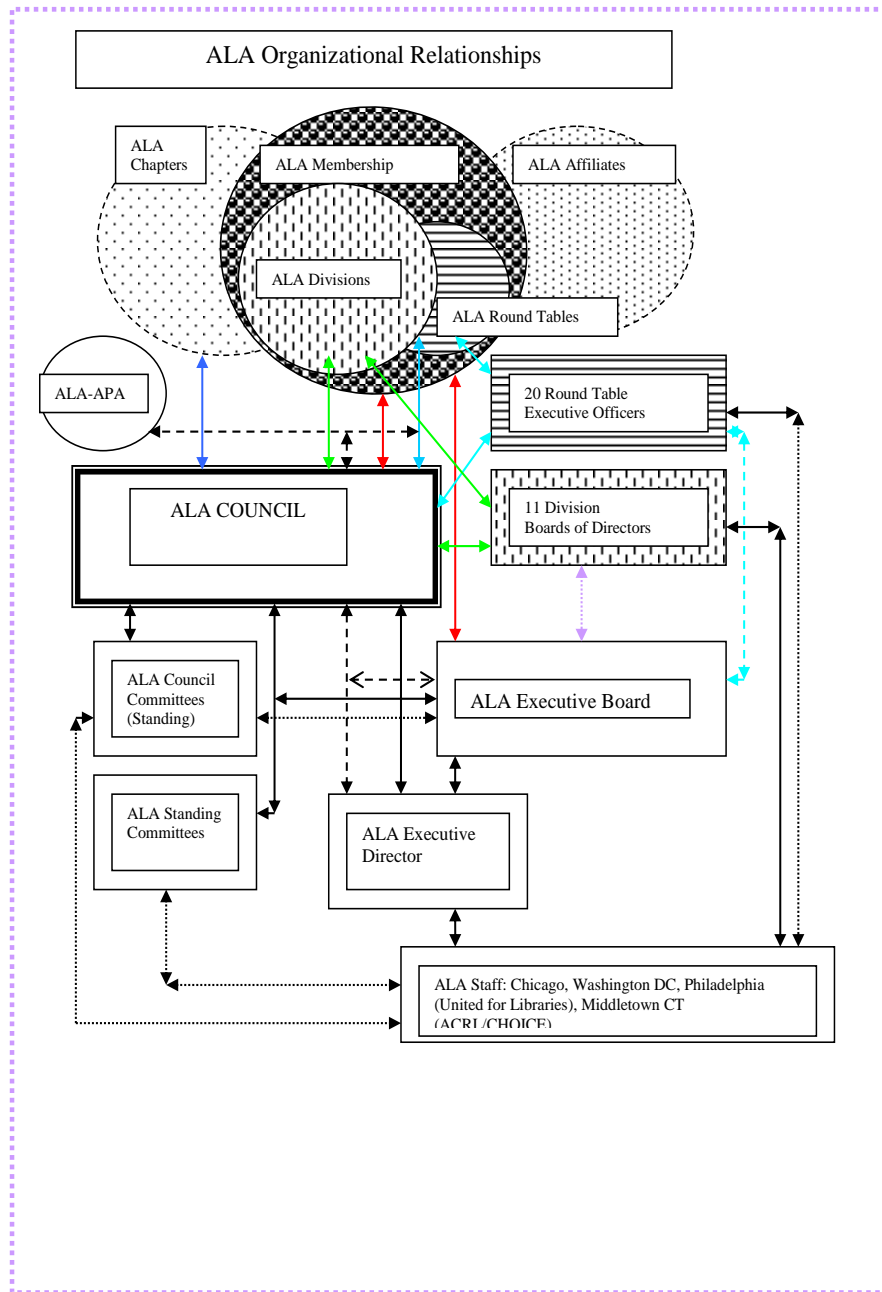 ALA Organizational Relationships
ALA
Chapters
ALA Membership
ALA Affiliates
ALA Divisions
ALA Round Tables
ALA-APA
20 Round Table
Executive Officers
ALA COUNCIL
11 Division
Boards of Directors
ALA Council
Committees
(Standing)
ALA Executive Board
ALA Standing
Committees
ALA Executive
Director
ALA Staff: Chicago, Washington DC, Philadelphia
(United for Libraries), Middletown CT
(ACRL/CHOICE)